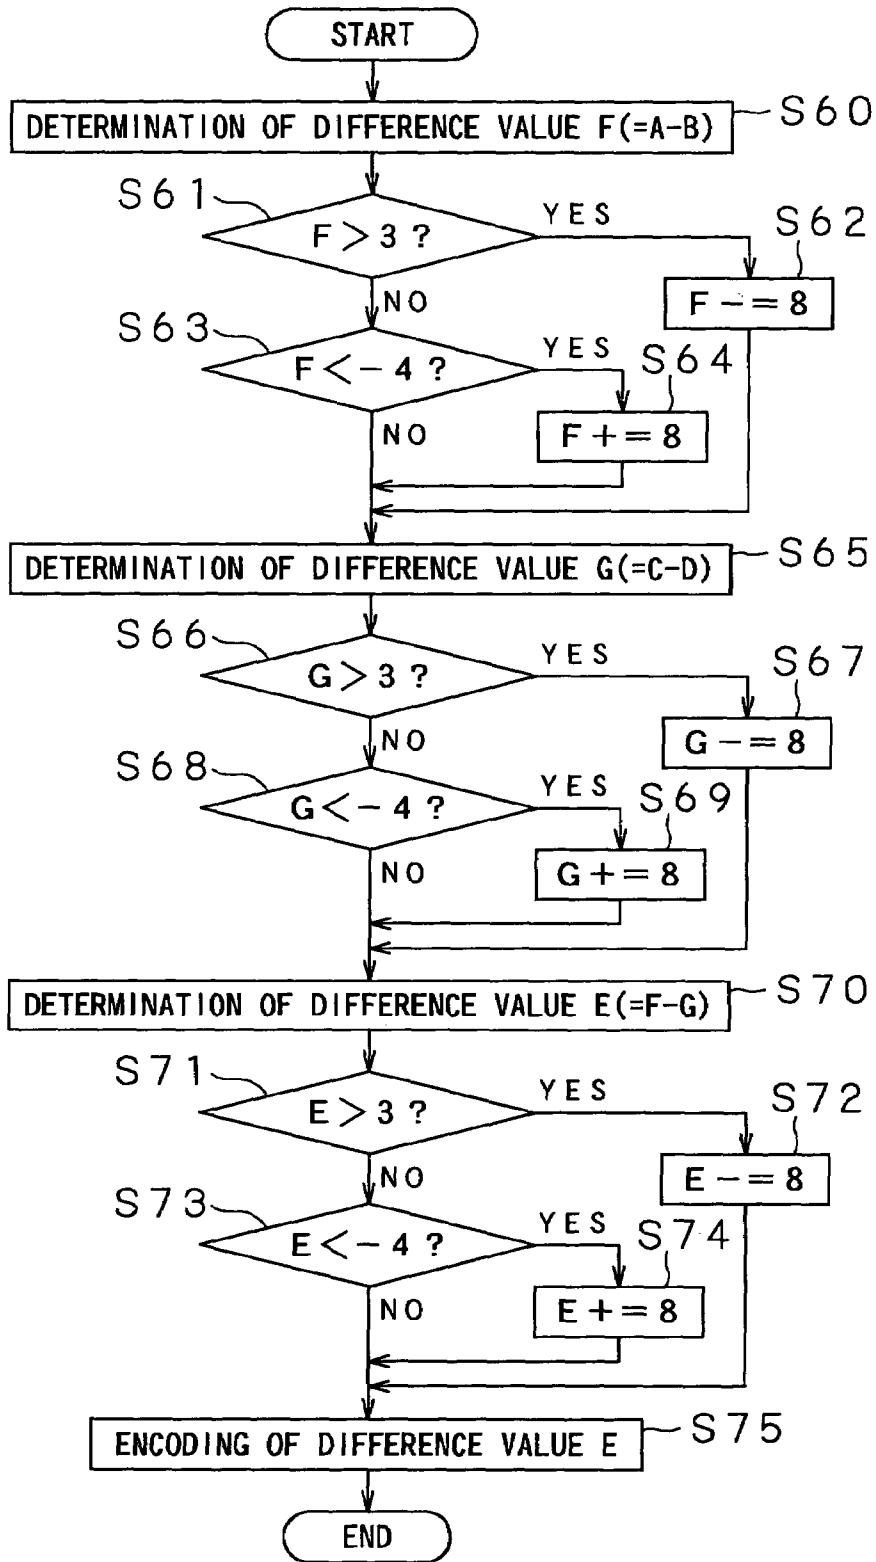 START
DETERMINATION OF DIFFERENCE VALUE F(=A-B)
S60
S61
F>3?
YES
S62
F-=8
NO
S63
F<-4?
YES
S64
F+=8
NO
DETERMINATION OF DIFFERENCE VALUE G(=C-D)
S65
S66
G>3?
YES
S67
G-=8
NO
S68
G<-4?
YES
S69
G+=8
NO
DETERMINATION OF DIFFERENCE VALUE E(=F-G)
S70
S71
E>3?
YES
S72
E-=8
NO
S73
E<-4?
YES
S74
E+=8
NO
ENCODING OF DIFFERENCE VALUE E
S75
END